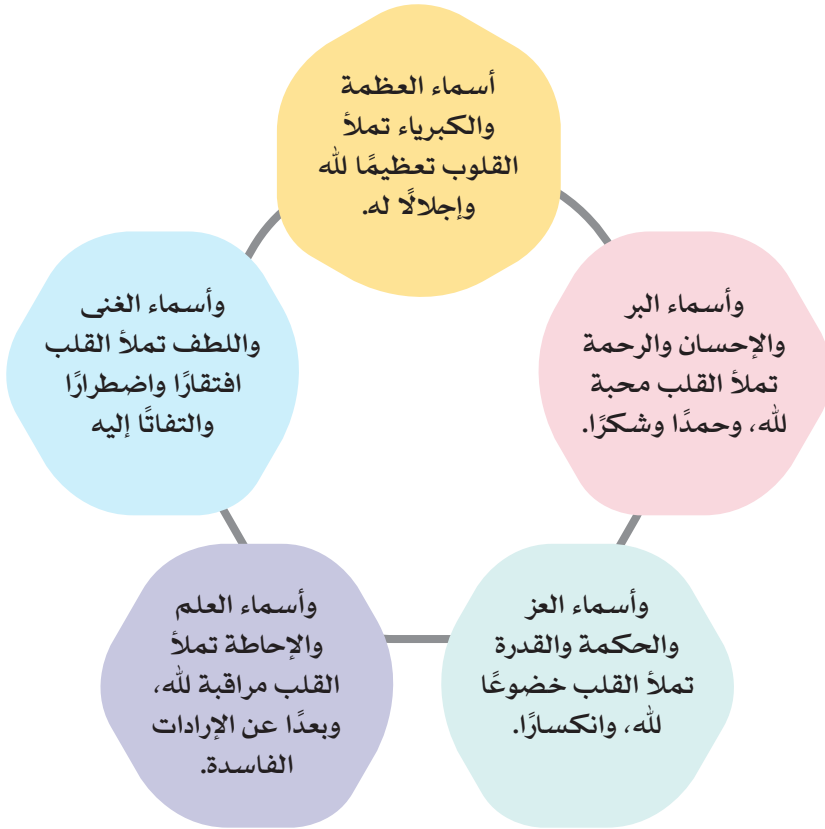 أسماء العظمة
والكبرياء تملأ
القلوب تعظيمًا لله
وإجلالًا له.
وأسماء البر
والإحسان والرحمة
تملأ القلب محبة
لله، وحمدًا وشكرًا.
وأسماء العز
والحكمة والقدرة
تملأ القلب خضوعًا
لله، وانكسارًا.
وأسماء العلم
والإحاطة تملأ
القلب مراقبة لله،
وبعدًا عن الإرادات
الفاسدة.
وأسماء الغنى
واللطف تملأ القلب
افتقارًا واضطرارًا
والتفاتًا إليه